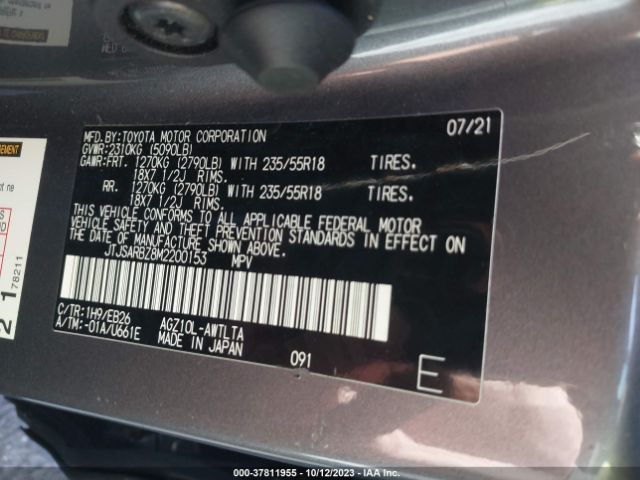 MFD.BY:TOYOTA MOTOR CORPORATION 07/21
GVWR:2310KG (5090LB)
GAWR:FRT. 1270KG (2790LB) WITH 235/55R18 TIRES.
18X7 1/2J RIMS.
RR. 1270KG (2790LB) WITH 235/55R18 TIRES.
18X7 1/2J RIMS.
THIS VEHICLE CONFORMS TO ALL APPLICABLE FEDERAL MOTOR
VEHICLE SAFETY AND THEFT PREVENTION STANDARDS IN EFFECT ON
THE DATE OF MANUFACTURE SHOWN ABOVE.
JTJSARBZ8M2200153 MPV
C/TR:1H9/EB26 AGZ10L-AWTLTA
A/TM:-01A/U661E MADE IN JAPAN 091 E
78211
000-37811955 - 10/12/2023 - IAA Inc.